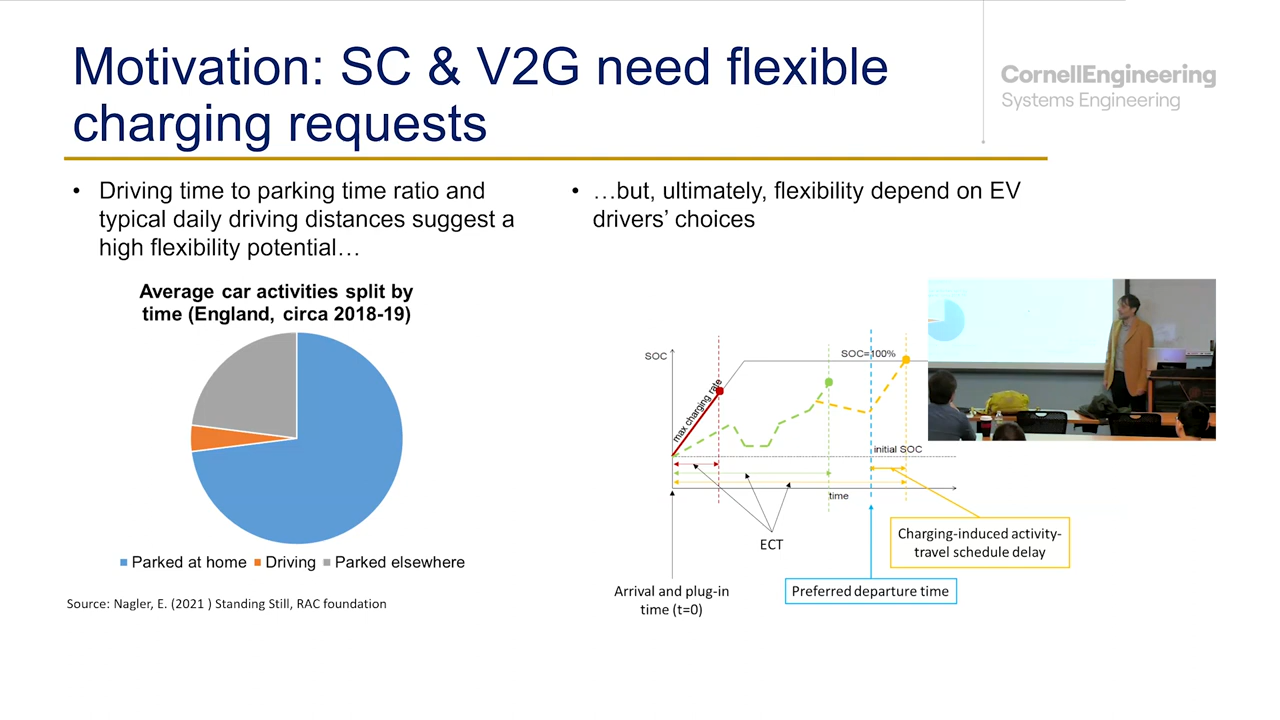 Motivation: SC & V2G need flexible
charging requests
CornellEngineering
Systems Engineering
• Driving time to parking time ratio and
typical daily driving distances suggest a
high flexibility potential…
• …but, ultimately, flexibility depend on EV
drivers’ choices
Average car activities split by
time (England, circa 2018-19)
Parked at home Driving Parked elsewhere
Source: Nagler, E. (2021 ) Standing Still, RAC foundation
SOC
SOC=100%
max charging rate
initial SOC
time
ECT
Charging-induced activity-
travel schedule delay
Arrival and plug-in
time (t=0)
Preferred departure time